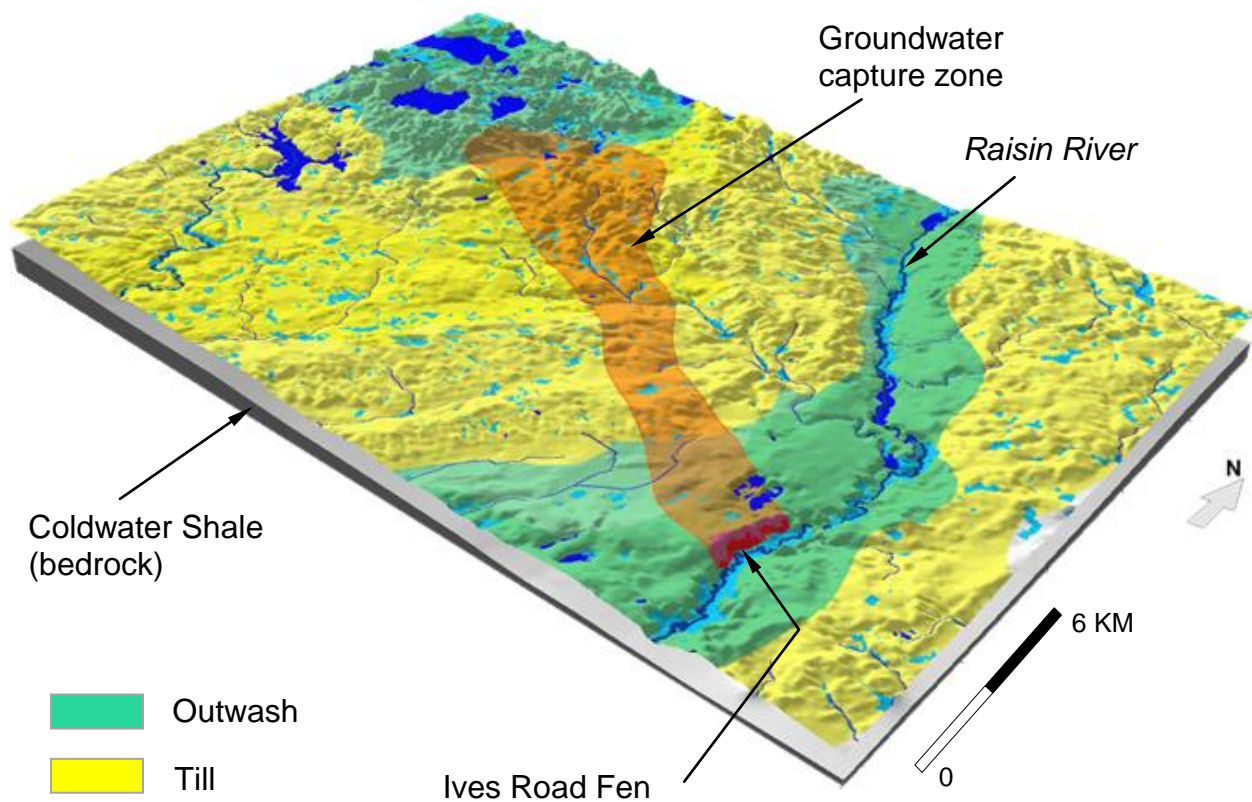 Groundwater
capture zone
Raisin River
N
Coldwater Shale
(bedrock)
6 KM
0
Outwash
Till
Ives Road Fen